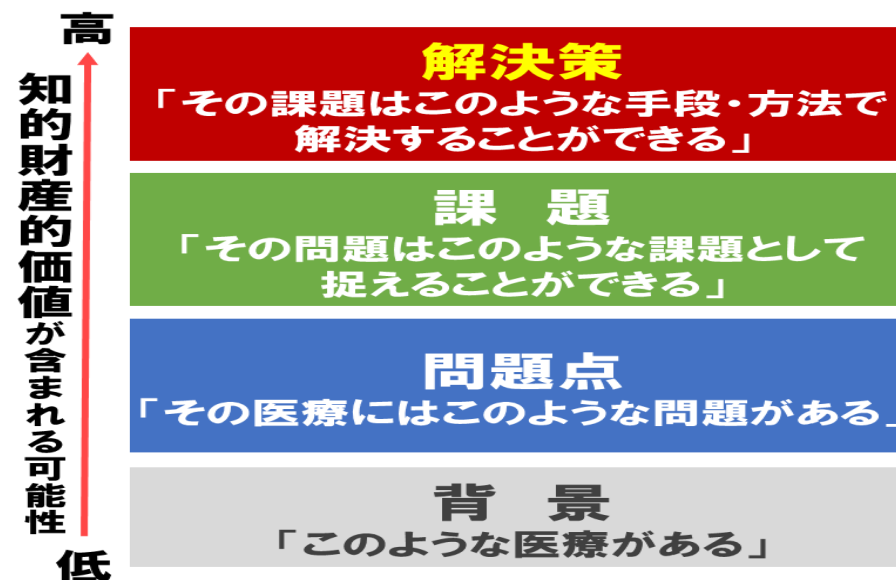 高
知的財産的価値が含まれる可能性
低
解決策
「その課題はこのような手段・方法で
解決することができる」
課　題
「その問題はこのような課題として
捉えることができる」
問題点
「その医療にはこのような問題がある」
背　景
「このような医療がある」